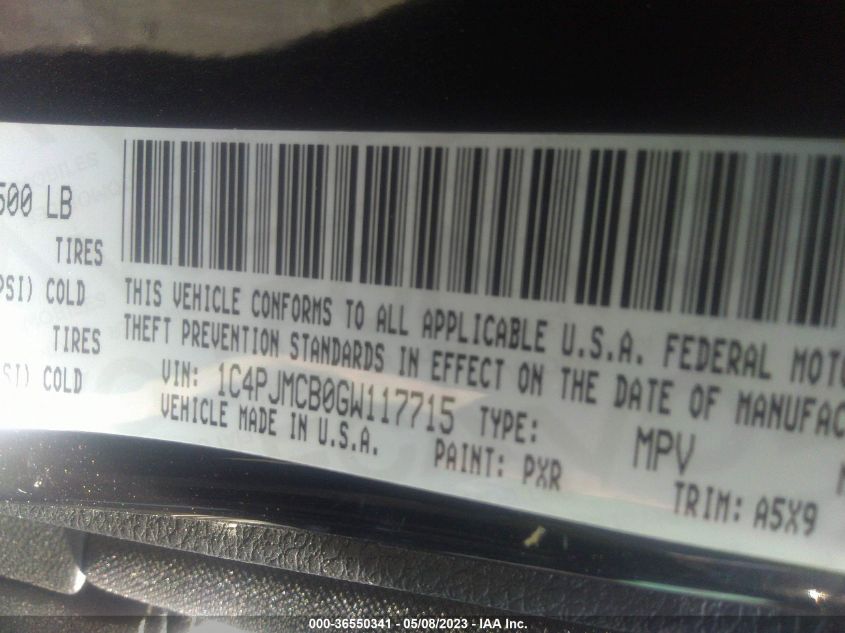 500 LB
TIRES
PSI) COLD
TIRES
SI) COLD
THIS VEHICLE CONFORMS TO ALL APPLICABLE U.S.A. FEDERAL MOTO
THEFT PREVENTION STANDARDS IN EFFECT ON THE DATE OF MANUFAC
VIN: 1C4PJMCB0GW117715 TYPE: MPV
VEHICLE MADE IN U.S.A. PAINT: PXR TRIM: A5X9
000-36550341 - 05/08/2023 - IAA Inc.